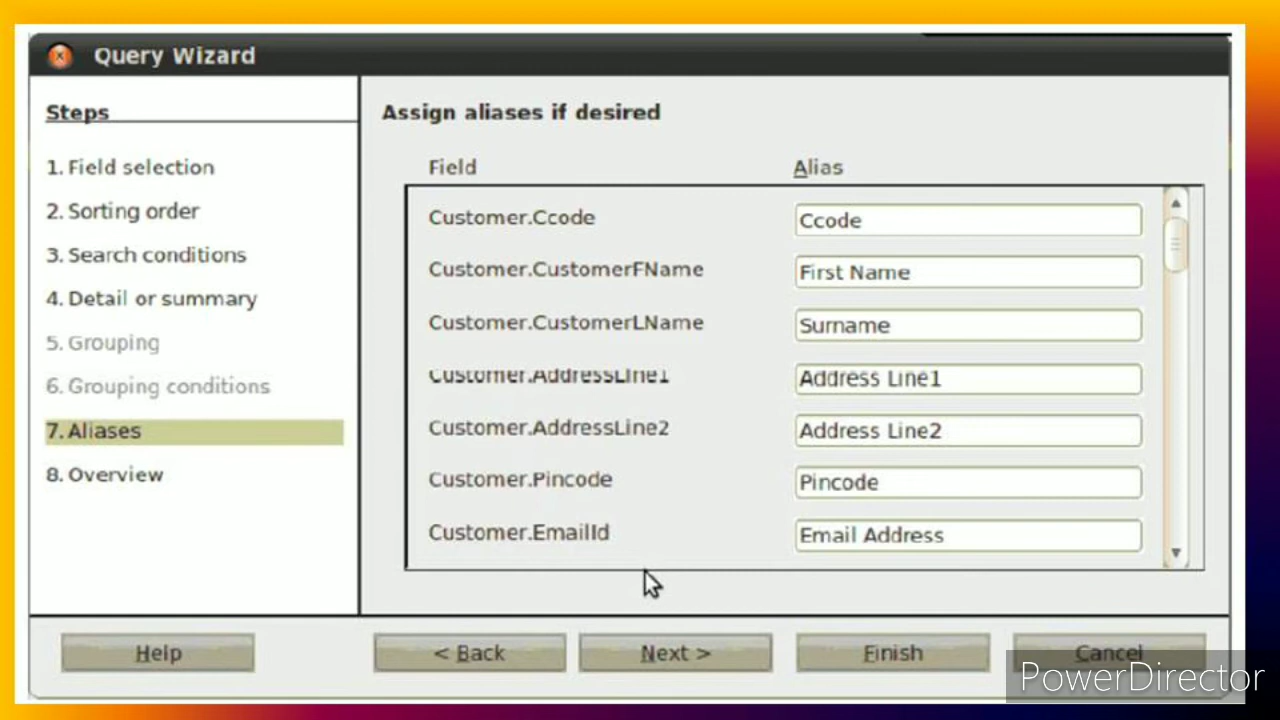 Query Wizard
Steps
1. Field selection
2. Sorting order
3. Search conditions
4. Detail or summary
5. Grouping
6. Grouping conditions
7. Aliases
8. Overview
Assign aliases if desired
Field Alias
Customer.Ccode Ccode
Customer.CustomerFName First Name
Customer.CustomerLName Surname
Customer.AddressLine1 Address Line1
Customer.AddressLine2 Address Line2
Customer.Pincode Pincode
Customer.EmailId Email Address
Help < Back Next > Finish Cancel
PowerDirector